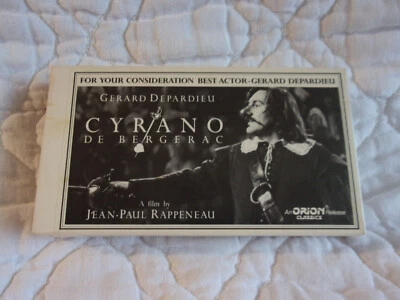 FOR YOUR CONSIDERATION BEST ACTOR-GERARD DEPARDIEU
GERARD DEPARDIEU
CYRANO
DE BERGERAC
A film by
JEAN-PAUL RAPPENEAU
An ORION Release
CLASSICS